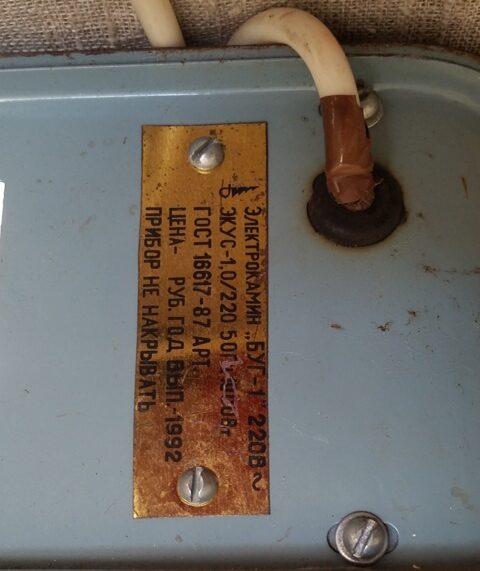 ЭЛЕКТРОКАМИН „БУГ-1 220В~
ЭКУС-1,0/220 50Г
ГОСТ 16617-87 АРТ.
ЦЕНА- РУБ. ГОД ВЫП.-1992
ПРИБОР НЕ НАКРЫВАТЬ